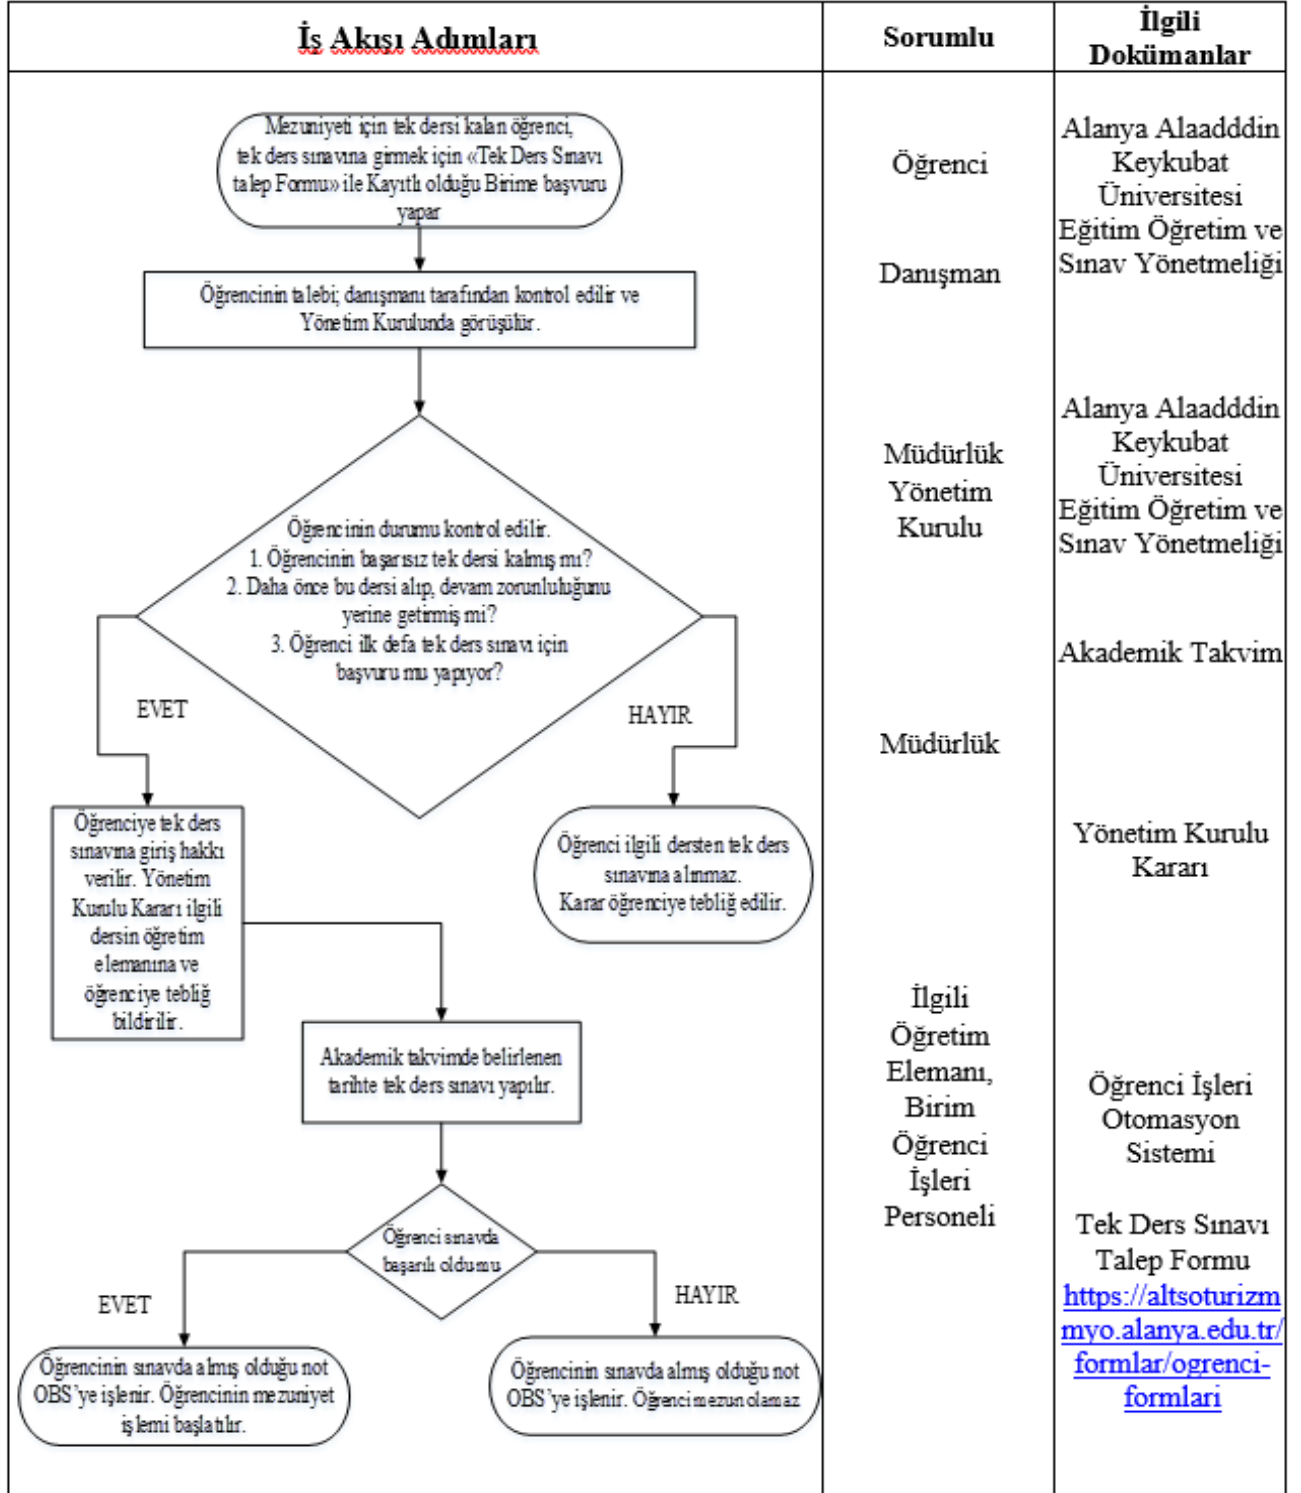 İş Akışı Adımları
Sorumlu
İlgili
Dokümanlar
Mezuniyeti için tek dersi kalan öğrenci,
tek ders sınavına girmek için «Tek Ders Sınavı
talep Formu» ile Kayıtlı olduğu Birime başvuru
yapar
Öğrencinin talebi; danışmanı tarafından kontrol edilir ve
Yönetim Kurulunda görüşülür.
Öğrencinin durumu kontrol edilir.
1. Öğrencinin başarısız tek dersi kalmış mı?
2. Daha önce bu dersi alıp, devam zorunluluğunu
yerine getirmiş mi?
3. Öğrenci ilk defa tek ders sınavı için
başvuru mu yapıyor?
EVET
HAYIR
Öğrenciye tek ders
sınavına giriş hakkı
verilir. Yönetim
Kurulu Kararı ilgili
dersin öğretim
elemanına ve
öğrenciye tebliğ
bildirilir.
Öğrenci ilgili dersten tek ders
sınavına alınmaz.
Karar öğrenciye tebliğ edilir.
Akademik takvimde belirlenen
tarihte tek ders sınavı yapılır.
Öğrenci sınavda
başarılı oldu mu
EVET
HAYIR
Öğrencinin sınavda almış olduğu not
OBS'ye işlenir. Öğrencinin mezuniyet
işlemi başlatılır.
Öğrencinin sınavda almış olduğu not
OBS'ye işlenir. Öğrenci mezun olamaz
Öğrenci
Danışman
Müdürlük
Yönetim
Kurulu
Müdürlük
İlgili
Öğretim
Elemanı,
Birim
Öğrenci
İşleri
Personeli
Alanya Alaadddin
Keykubat
Üniversitesi
Eğitim Öğretim ve
Sınav Yönetmeliği
Alanya Alaadddin
Keykubat
Üniversitesi
Eğitim Öğretim ve
Sınav Yönetmeliği
Akademik Takvim
Yönetim Kurulu
Kararı
Öğrenci İşleri
Otomasyon
Sistemi
Tek Ders Sınavı
Talep Formu
https://altsoturizm
myo.alanya.edu.tr/
formlar/ogrenci-
formlari